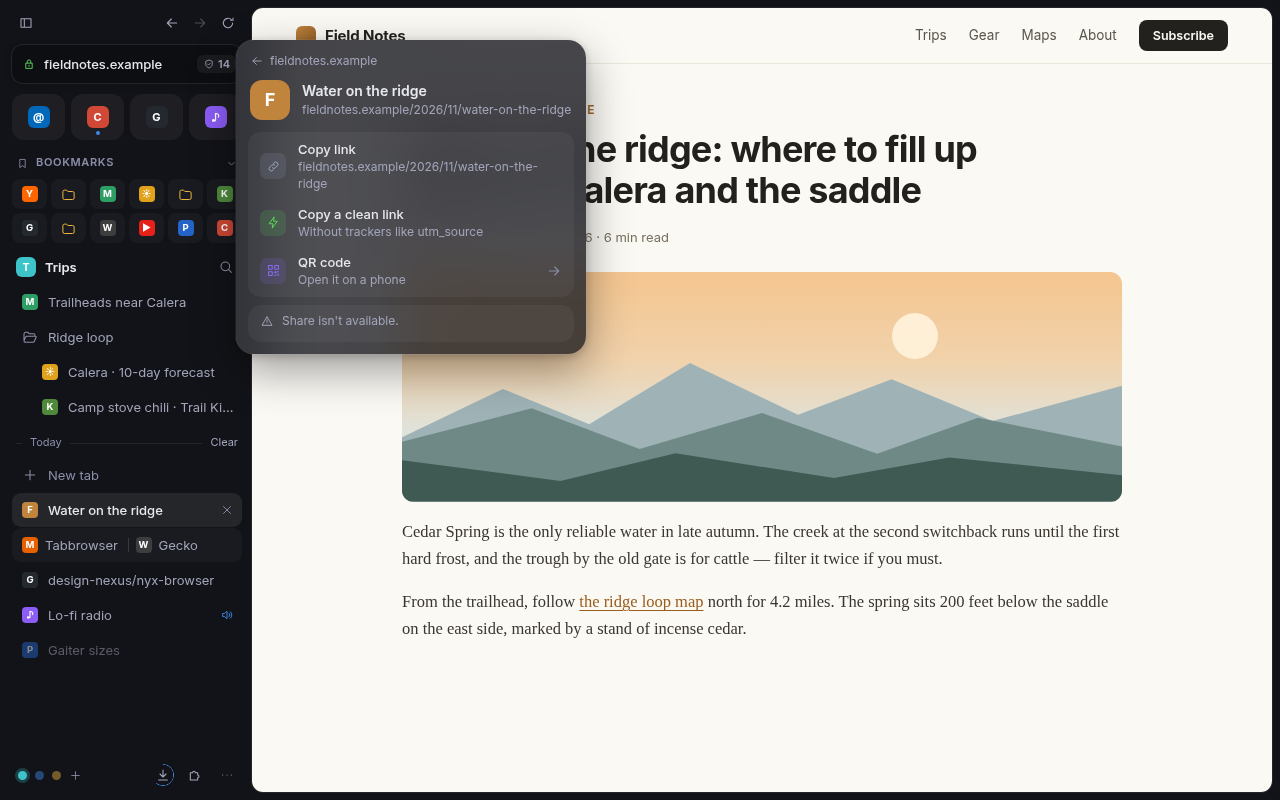 fieldnotes.example
14
@
C
G
BOOKMARKS
Y
M
K
G
W
P
C
T Trips
M Trailheads near Calera
Ridge loop
Calera · 10-day forecast
K Camp stove chili · Trail Ki...
Today
Clear
New tab
F Water on the ridge
M Tabbrowser
W Gecko
G design-nexus/nyx-browser
Lo-fi radio
P Gaiter sizes
fieldnotes.example
F
Water on the ridge
fieldnotes.example/2026/11/water-on-the-ridge
Copy link
fieldnotes.example/2026/11/water-on-the-
ridge
Copy a clean link
Without trackers like utm_source
QR code
Open it on a phone
Share isn't available.
Field Notes
Trips
Gear
Maps
About
Subscribe
E
ne ridge: where to fill up
alera and the saddle
6 · 6 min read
Cedar Spring is the only reliable water in late autumn. The creek at the second switchback runs until the first
hard frost, and the trough by the old gate is for cattle — filter it twice if you must.
From the trailhead, follow the ridge loop map north for 4.2 miles. The spring sits 200 feet below the saddle
on the east side, marked by a stand of incense cedar.